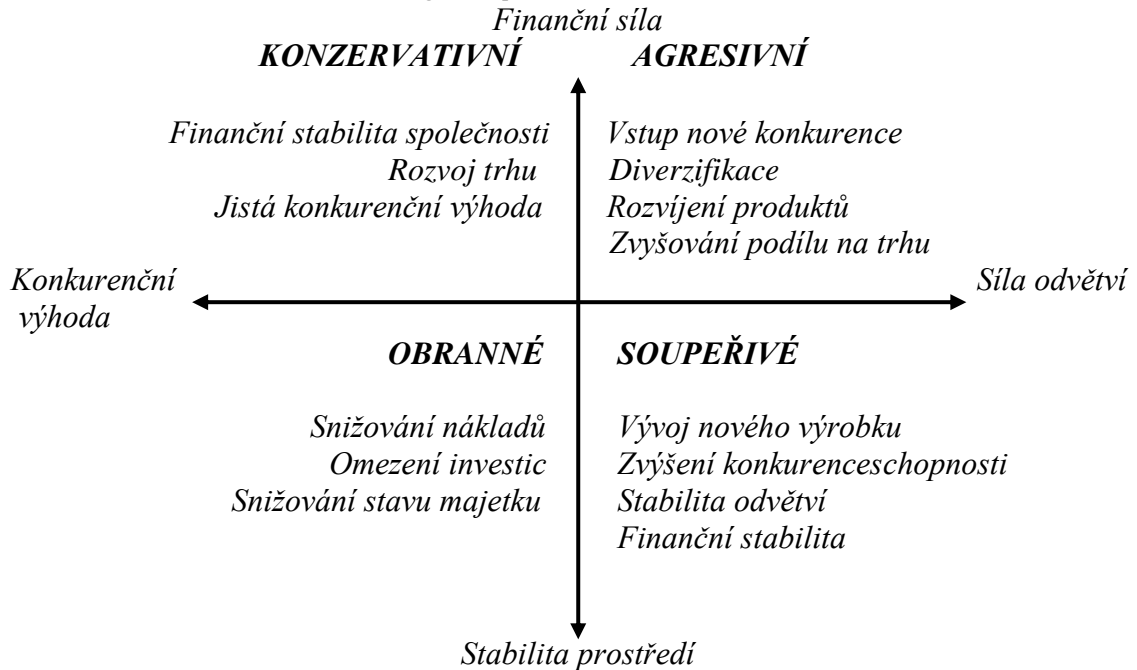 Finanční síla
KONZERVATIVNÍ AGRESIVNÍ
Finanční stabilita společnosti Vstup nové konkurence
Rozvoj trhu Diverzifikace
Jistá konkurenční výhoda Rozvíjení produktů
Zvyšování podílu na trhu
Konkurenční Síla odvětví
výhoda
OBRANNÉ SOUPEŘIVÉ
Snižování nákladů Vývoj nového výrobku
Omezení investic Zvýšení konkurenceschopnosti
Snižování stavu majetku Stabilita odvětví
Finanční stabilita
Stabilita prostředí